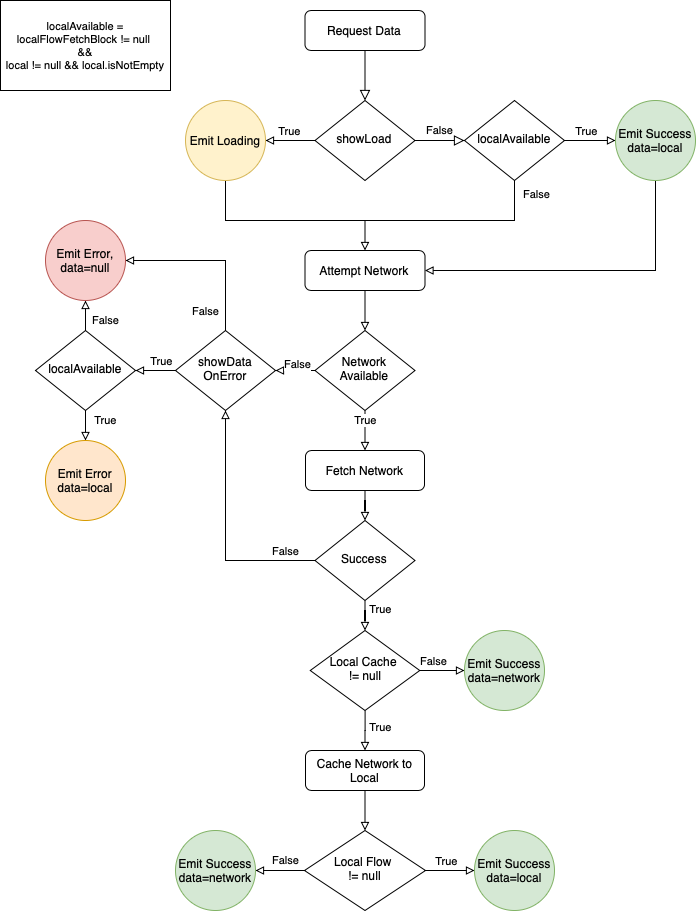 localAvailable =
localFlowFetchBlock != null
&&
local != null && local.isNotEmpty
Request Data
Emit Loading
True
showLoad
False
localAvailable
True
Emit Success
data=local
False
Emit Error,
data=null
Attempt Network
False
False
localAvailable
True
showData
OnError
False
Network
Available
True
True
Emit Error
data=local
Fetch Network
False
Success
True
Local Cache
!= null
False
Emit Success
data=network
True
Cache Network to
Local
Emit Success
data=network
False
Local Flow
!= null
True
Emit Success
data=local